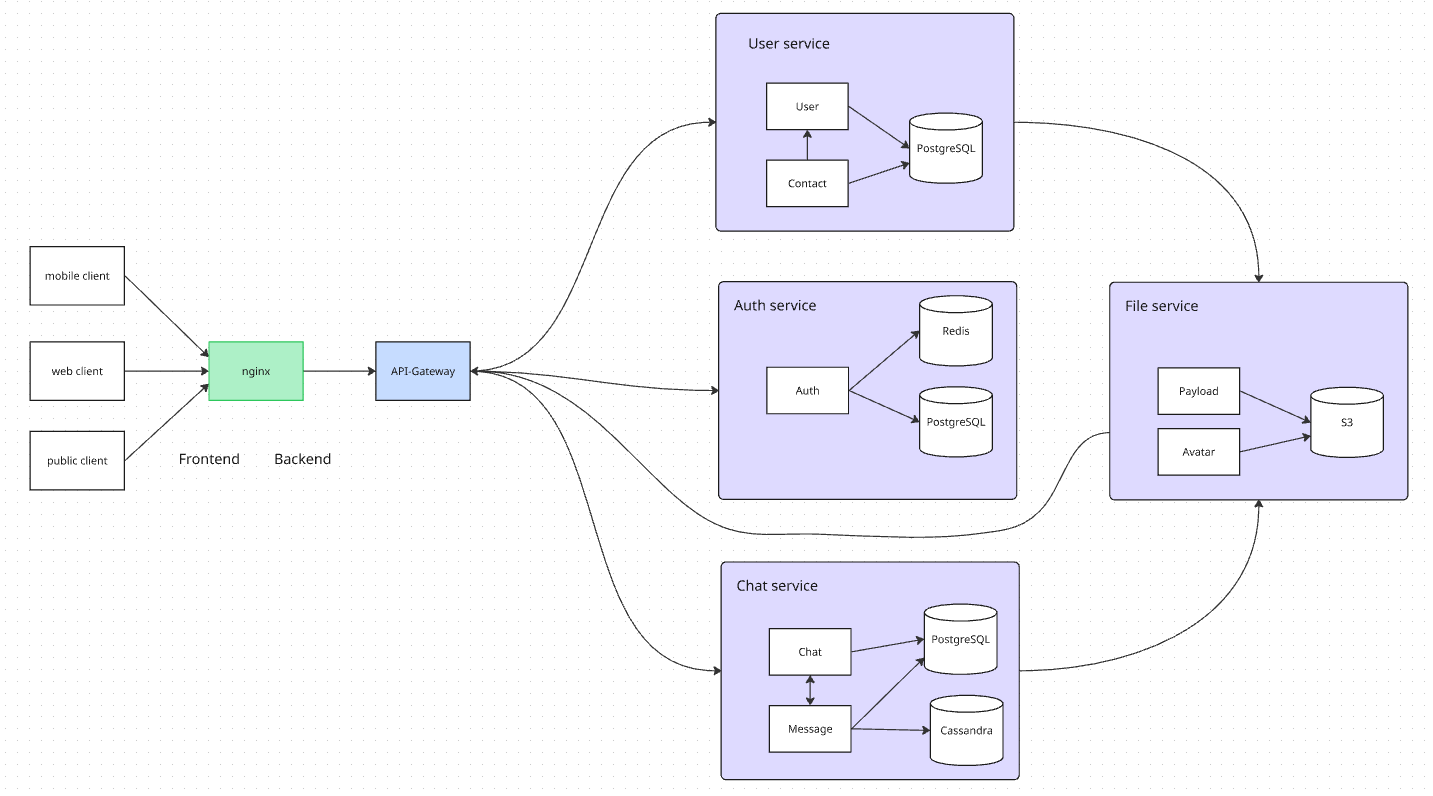 User service
User
PostgreSQL
Contact
mobile client
web client
public client
nginx
API-Gateway
Frontend
Backend
Auth service
Redis
Auth
PostgreSQL
File service
Payload
Avatar
S3
Chat service
Chat
PostgreSQL
Message
Cassandra